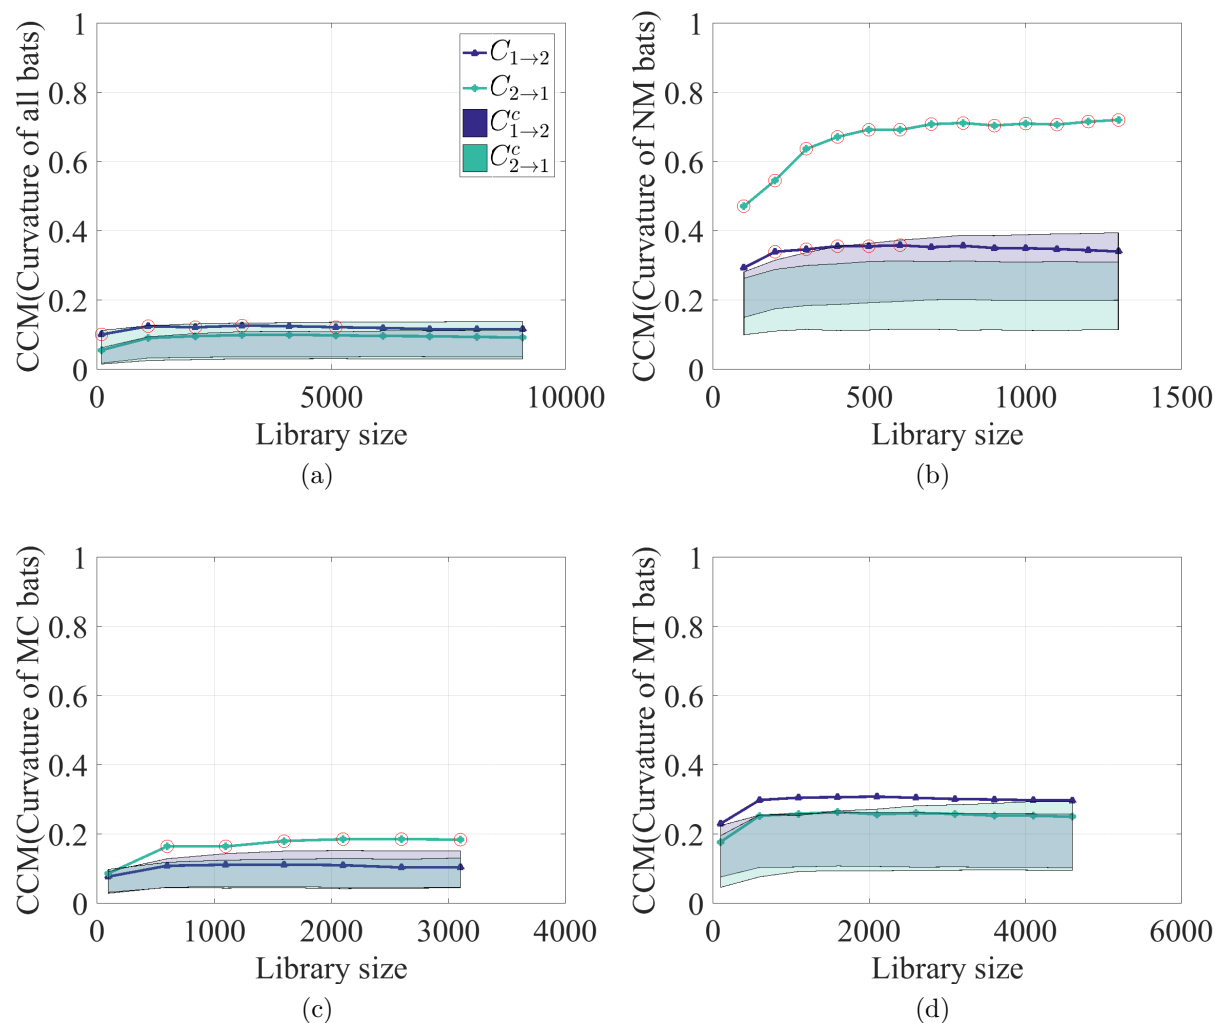 CCM(Curvature of all bats)
1
0.8
0.6
0.4
0.2
0
0
5000
10000
Library size
(a)
C1→2
C2→1
C^c1→2
C^c2→1
CCM(Curvature of NM bats)
1
0.8
0.6
0.4
0.2
0
0
500
1000
1500
Library size
(b)
CCM(Curvature of MC bats)
1
0.8
0.6
0.4
0.2
0
0
1000
2000
3000
4000
Library size
(c)
CCM(Curvature of MT bats)
1
0.8
0.6
0.4
0.2
0
0
2000
4000
6000
Library size
(d)